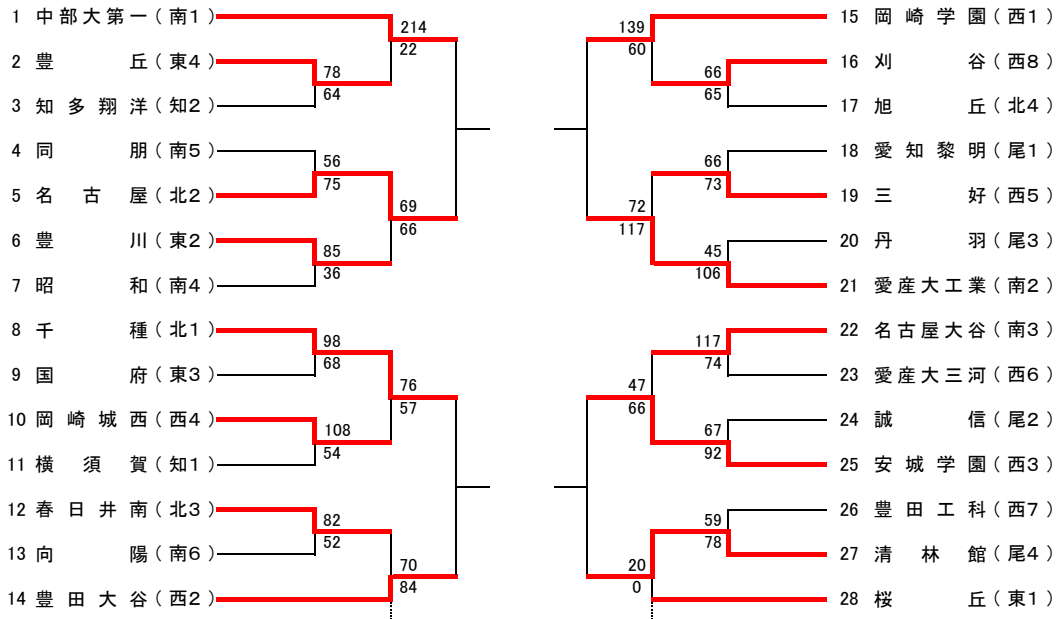 1 中部大第一(南1)
214
22
2 豊丘(東4)
78
64
3 知多翔洋(知2)
4 同朋(南5)
56
75
5 名古屋(北2)
69
66
6 豊川(東2)
85
36
7 昭和(南4)
8 千種(北1)
98
68
9 国府(東3)
76
57
10 岡崎城西(西4)
108
54
11 横須賀(知1)
12 春日井南(北3)
82
52
13 向陽(南6)
70
84
14 豊田大谷(西2)
139
60
15 岡崎学園(西1)
66
65
16 刈谷(西8)
17 旭丘(北4)
66
73
18 愛知黎明(尾1)
19 三好(西5)
72
117
45
106
20 丹羽(尾3)
21 愛産大工業(南2)
117
74
22 名古屋大谷(南3)
23 愛産大三河(西6)
47
66
67
92
24 誠信(尾2)
25 安城学園(西3)
59
78
26 豊田工科(西7)
27 清林館(尾4)
20
0
28 桜丘(東1)